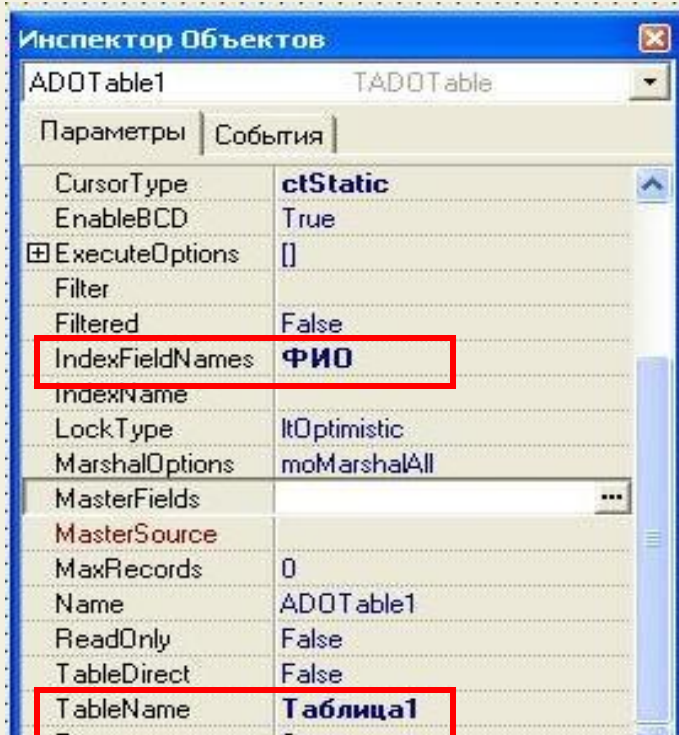 Инспектор Объектов
ADOTable1 TADOTable
Параметры События
CursorType ctStatic
EnableBCD True
ExecuteOptions []
Filter
Filtered False
IndexFieldNames ФИО
IndexName
LockType ltOptimistic
MarshalOptions moMarshalAll
MasterFields ...
MasterSource
MaxRecords 0
Name ADOTable1
ReadOnly False
TableDirect False
TableName Таблица1